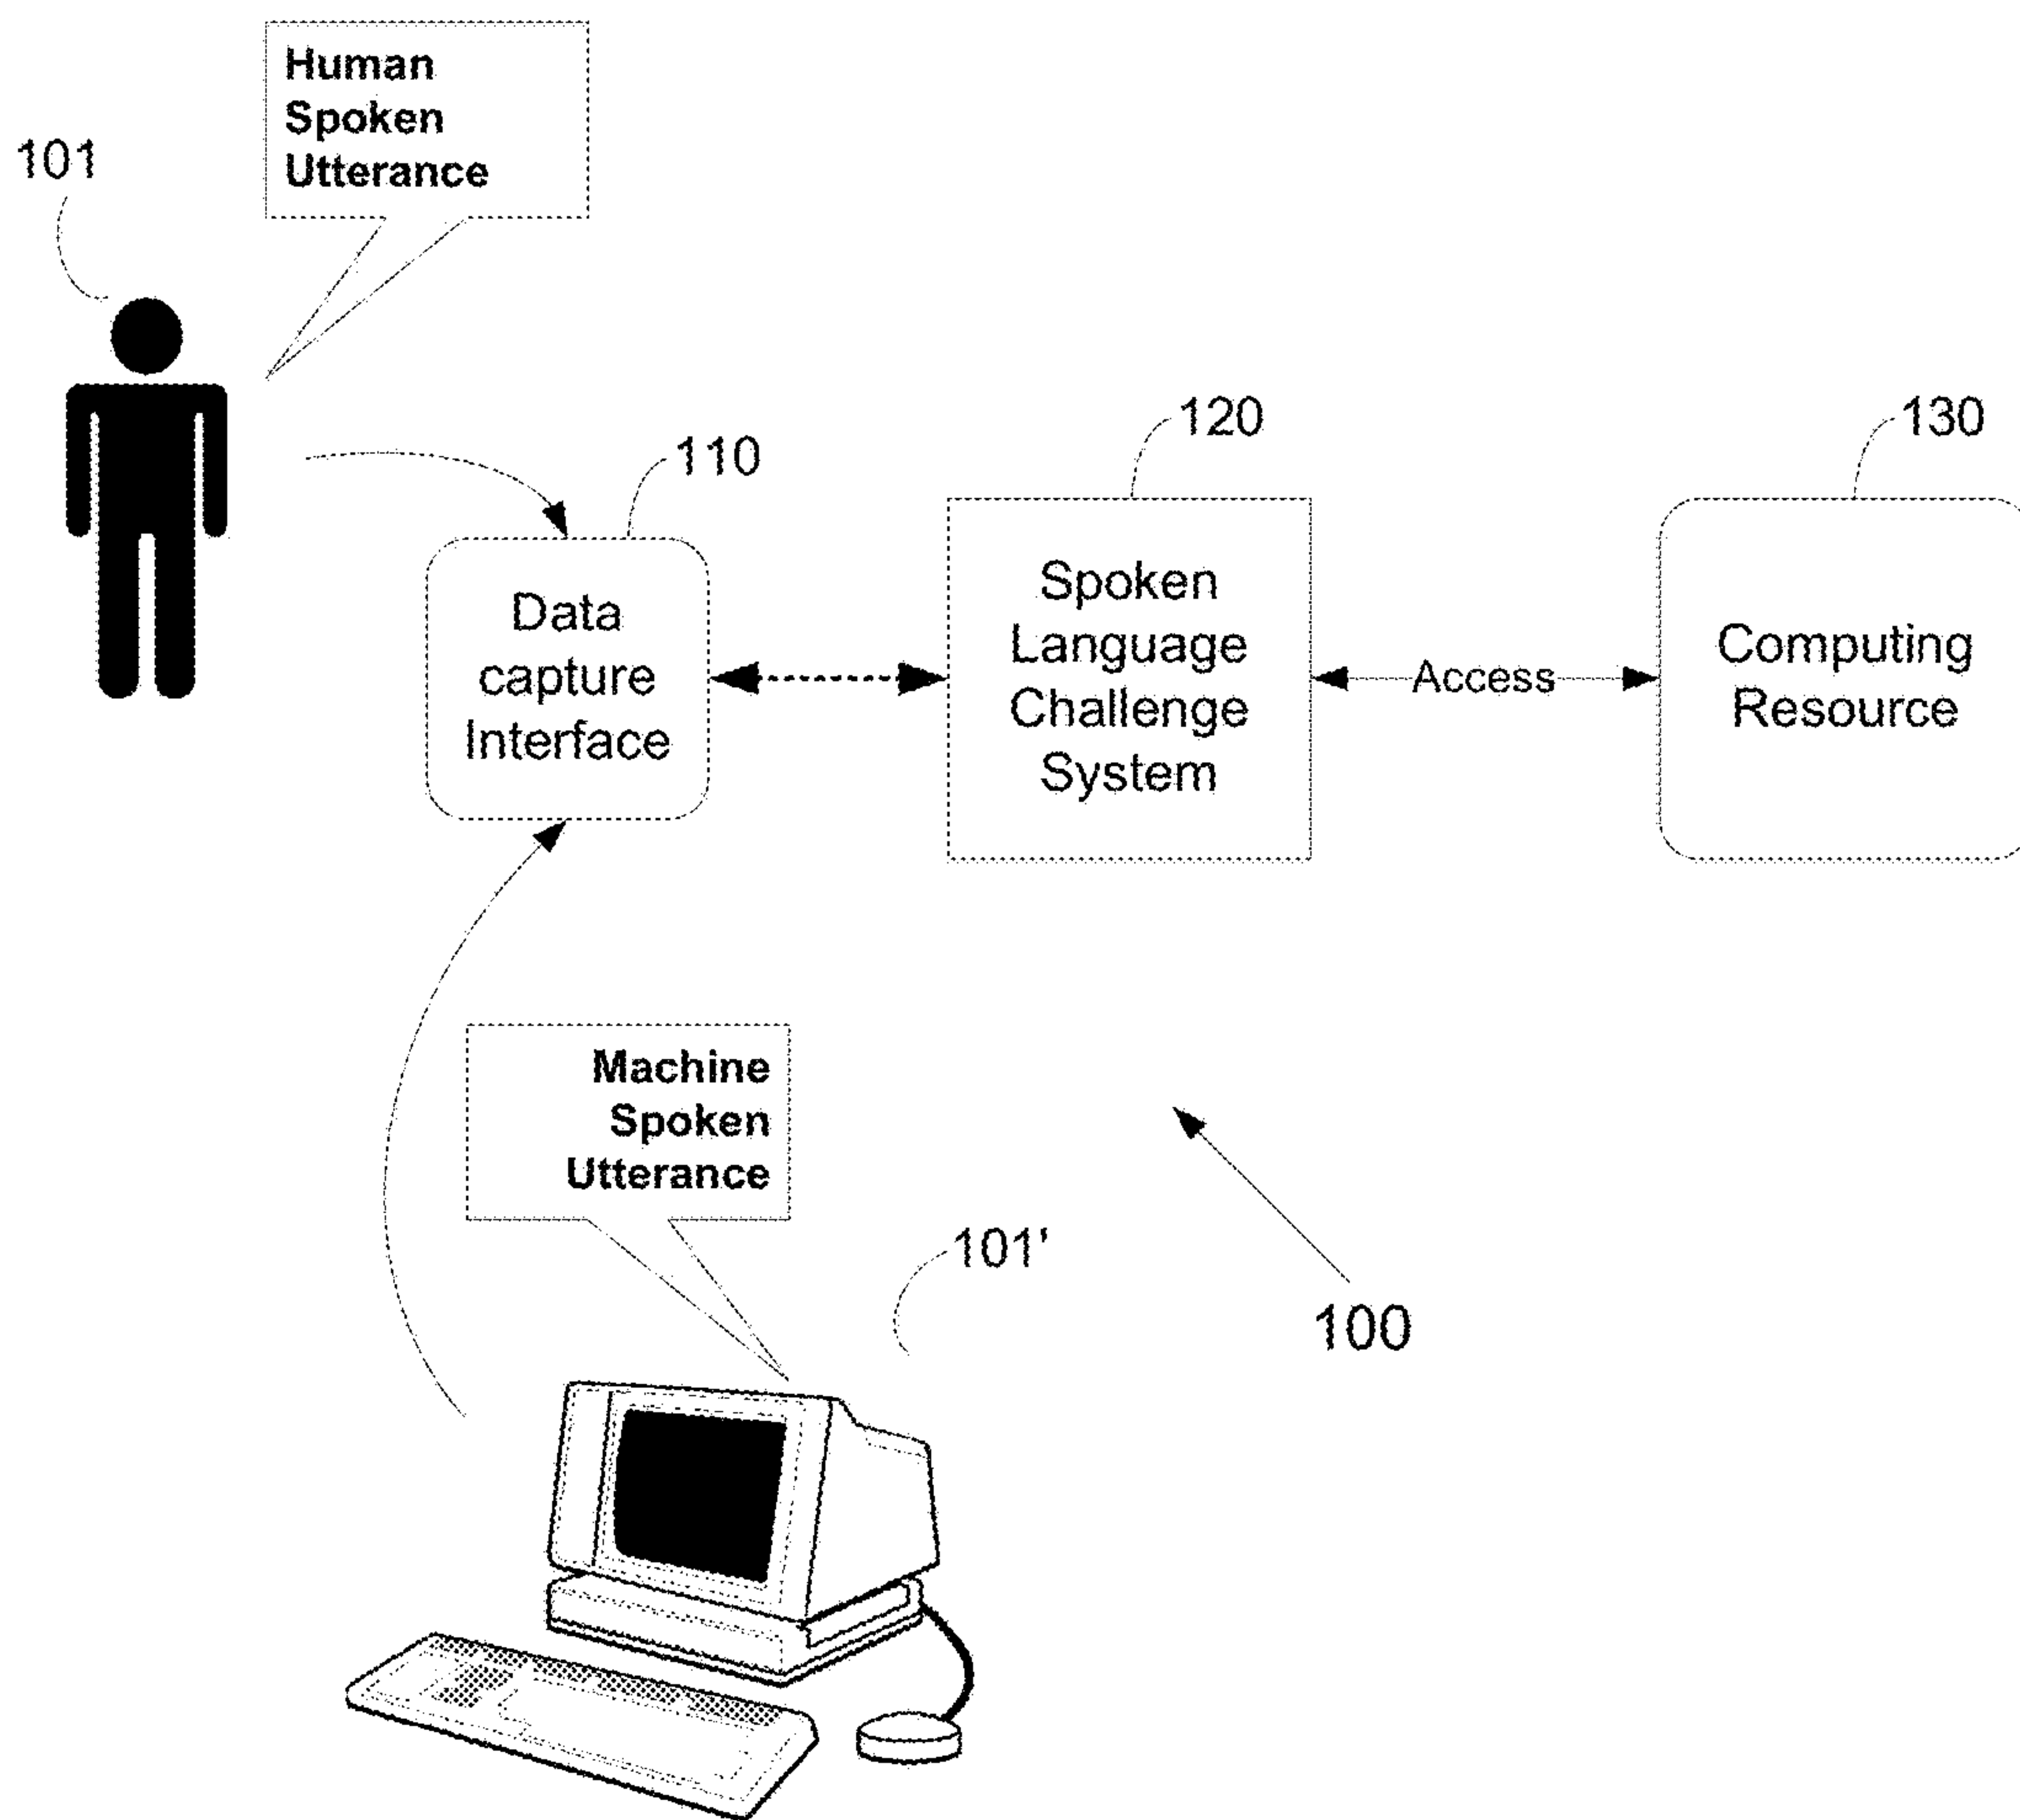 Human
Spoken
Utterance
101
110
120
130
Data
capture
Interface
Spoken
Language
Challenge
System
Access
Computing
Resource
Machine
Spoken
Utterance
101'
100